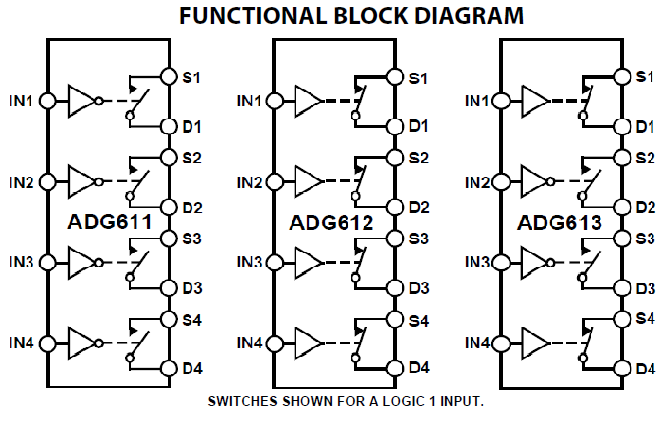 FUNCTIONAL BLOCK DIAGRAM
IN1
S1
D1
IN2
S2
D2
ADG611
IN3
S3
D3
IN4
S4
D4
IN1
S1
D1
IN2
S2
D2
ADG612
IN3
S3
D3
IN4
S4
D4
IN1
S1
D1
IN2
S2
D2
ADG613
IN3
S3
D3
IN4
S4
D4
SWITCHES SHOWN FOR A LOGIC 1 INPUT.